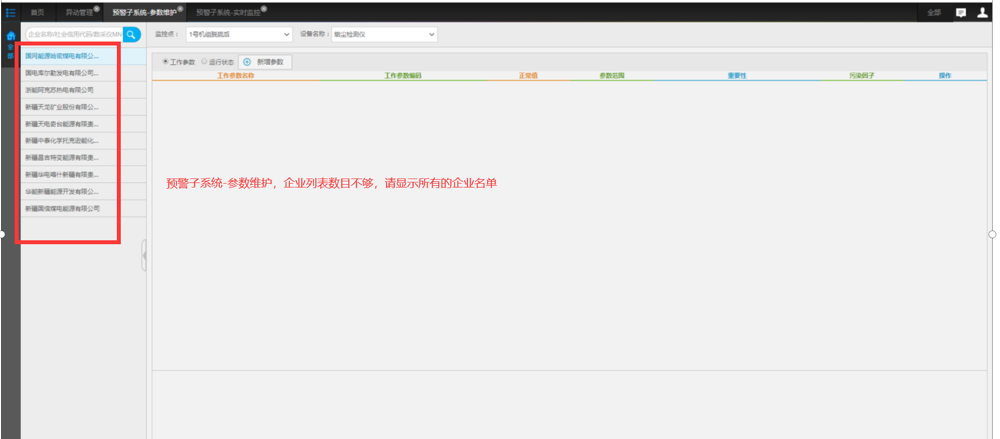 首页 异动管理 预警子系统-参数维护 预警子系统-实时监控 全部
全部
企业名称/社会信用代码/数采仪MN
监控点： 1号机组脱硫后 设备名称： 烟尘检测仪
工作参数 运行状态 新增参数
工作参数名称 工作参数编码 正常值 参数范围 重要性 污染因子 操作
国网能源哈密煤电有限公...
国电库尔勒发电有限公司...
浙能阿克苏热电有限公司
新疆天龙矿业股份有限公...
新疆天电奇台能源有限责...
新疆中泰化学托克逊能化...
新疆昌吉特变能源有限责...
新疆华电喀什新疆有限责...
华能新疆能源开发有限公...
新疆国信煤电能源有限公司
预警子系统-参数维护，企业列表数目不够，请显示所有的企业名单